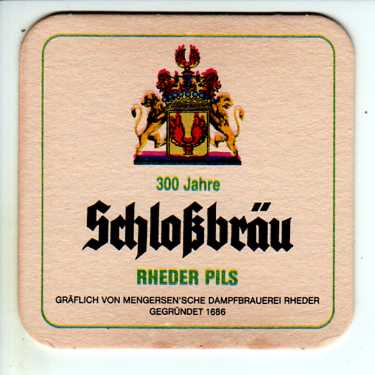 300 Jahre
Schloßbräu
RHEDER PILS
GRÄFLICH VON MENGERSEN'SCHE DAMPFBRAUEREI RHEDER
GEGRÜNDET 1686